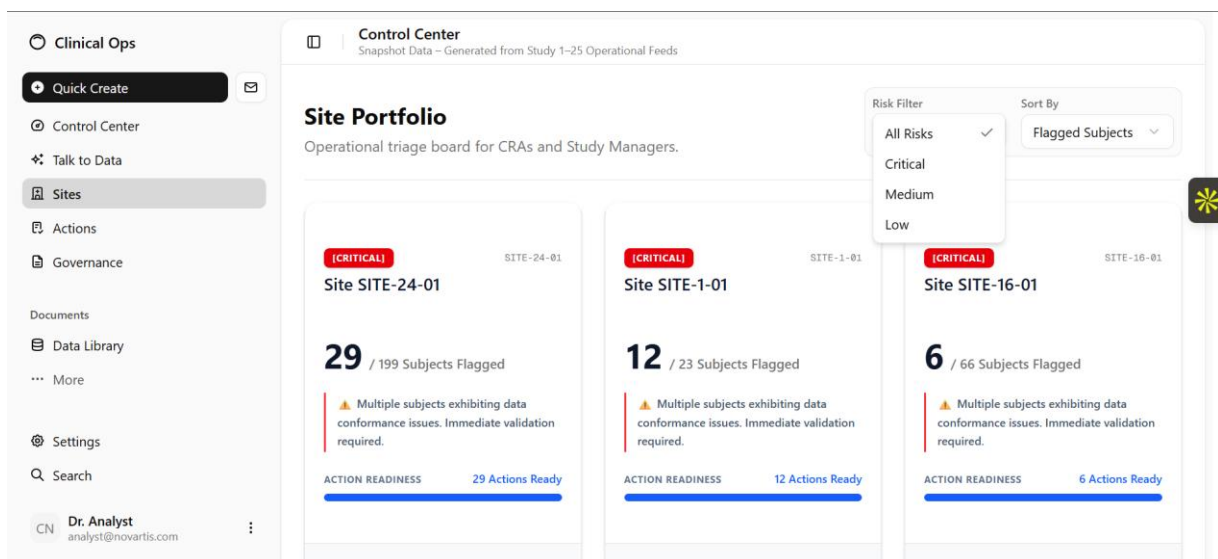 Clinical Ops
Quick Create
Control Center
Talk to Data
Sites
Actions
Governance
Documents
Data Library
More
Settings
Search
CN
Dr. Analyst
analyst@novartis.com
Control Center
Snapshot Data – Generated from Study 1–25 Operational Feeds
Site Portfolio
Operational triage board for CRAs and Study Managers.
Risk Filter
All Risks
Critical
Medium
Low
Sort By
Flagged Subjects
[CRITICAL]
SITE-24-01
Site SITE-24-01
29 / 199 Subjects Flagged
Multiple subjects exhibiting data
conformance issues. Immediate validation
required.
ACTION READINESS
29 Actions Ready
[CRITICAL]
SITE-1-01
Site SITE-1-01
12 / 23 Subjects Flagged
Multiple subjects exhibiting data
conformance issues. Immediate validation
required.
ACTION READINESS
12 Actions Ready
[CRITICAL]
SITE-16-01
Site SITE-16-01
6 / 66 Subjects Flagged
Multiple subjects exhibiting data
conformance issues. Immediate validation
required.
ACTION READINESS
6 Actions Ready